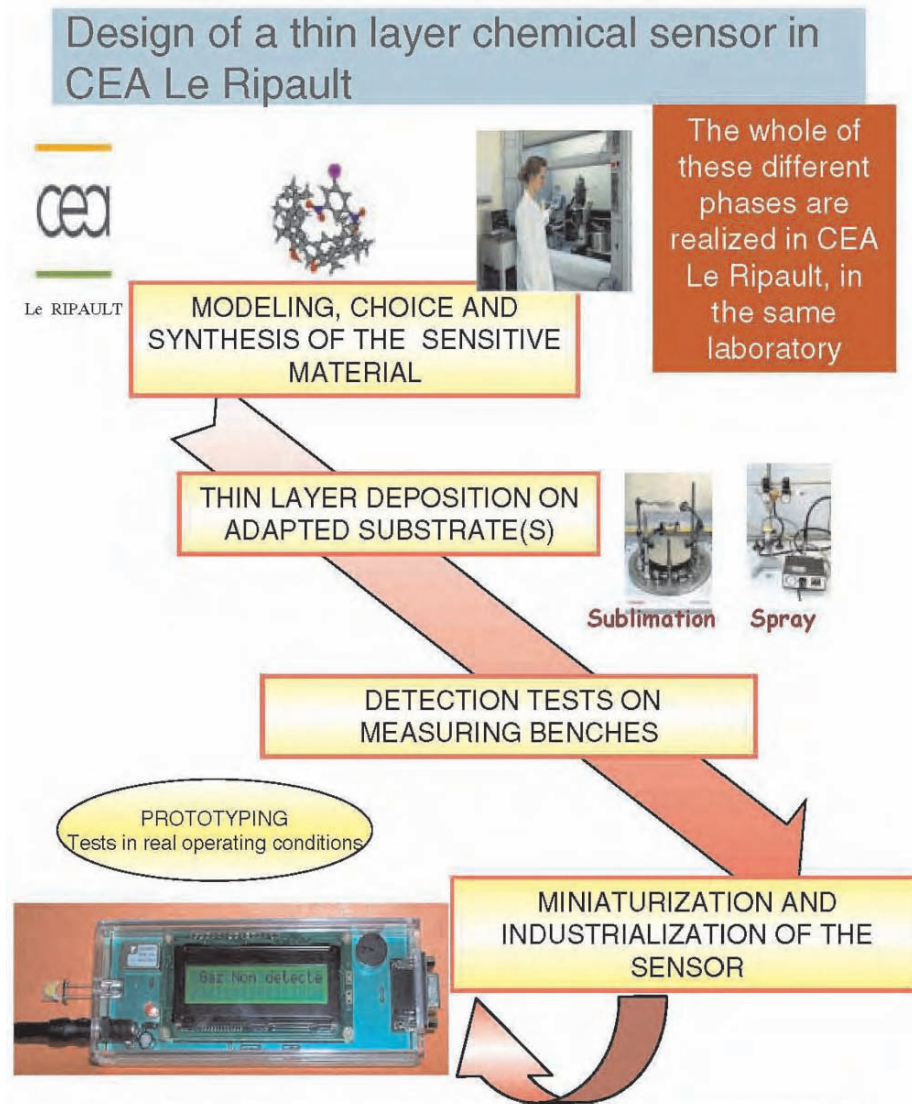 Design of a thin layer chemical sensor in
CEA Le Ripault
cea
Le RIPAULT
The whole of
these different
phases are
realized in CEA
Le Ripault, in
the same
laboratory
MODELING, CHOICE AND
SYNTHESIS OF THE SENSITIVE
MATERIAL
THIN LAYER DEPOSITION ON
ADAPTED SUBSTRATE(S)
Sublimation
Spray
DETECTION TESTS ON
MEASURING BENCHES
PROTOTYPING
Tests in real operating conditions
MINIATURIZATION AND
INDUSTRIALIZATION OF THE
SENSOR
Gaz Non detecte